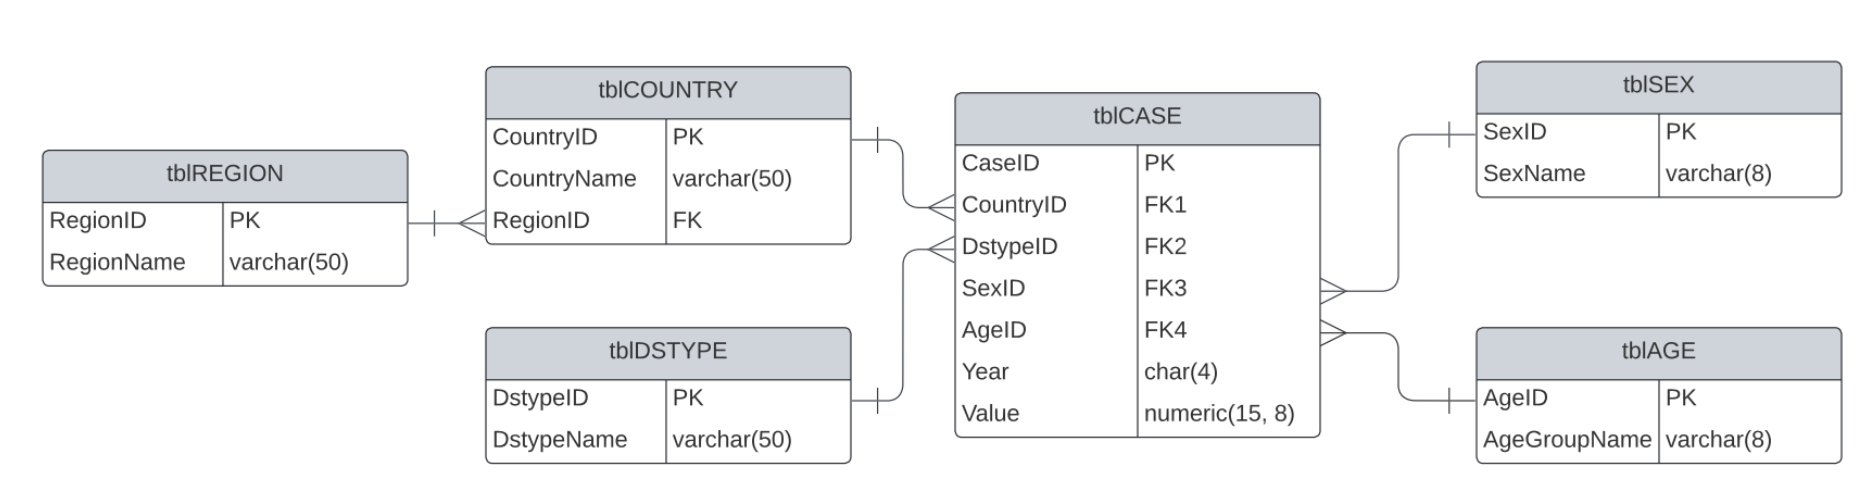 tblREGION
RegionID PK
RegionName varchar(50)
tblCOUNTRY
CountryID PK
CountryName varchar(50)
RegionID FK
tblDSTYPE
DstypeID PK
DstypeName varchar(50)
tblCASE
CaseID PK
CountryID FK1
DstypeID FK2
SexID FK3
AgeID FK4
Year char(4)
Value numeric(15, 8)
tblSEX
SexID PK
SexName varchar(8)
tblAGE
AgeID PK
AgeGroupName varchar(8)